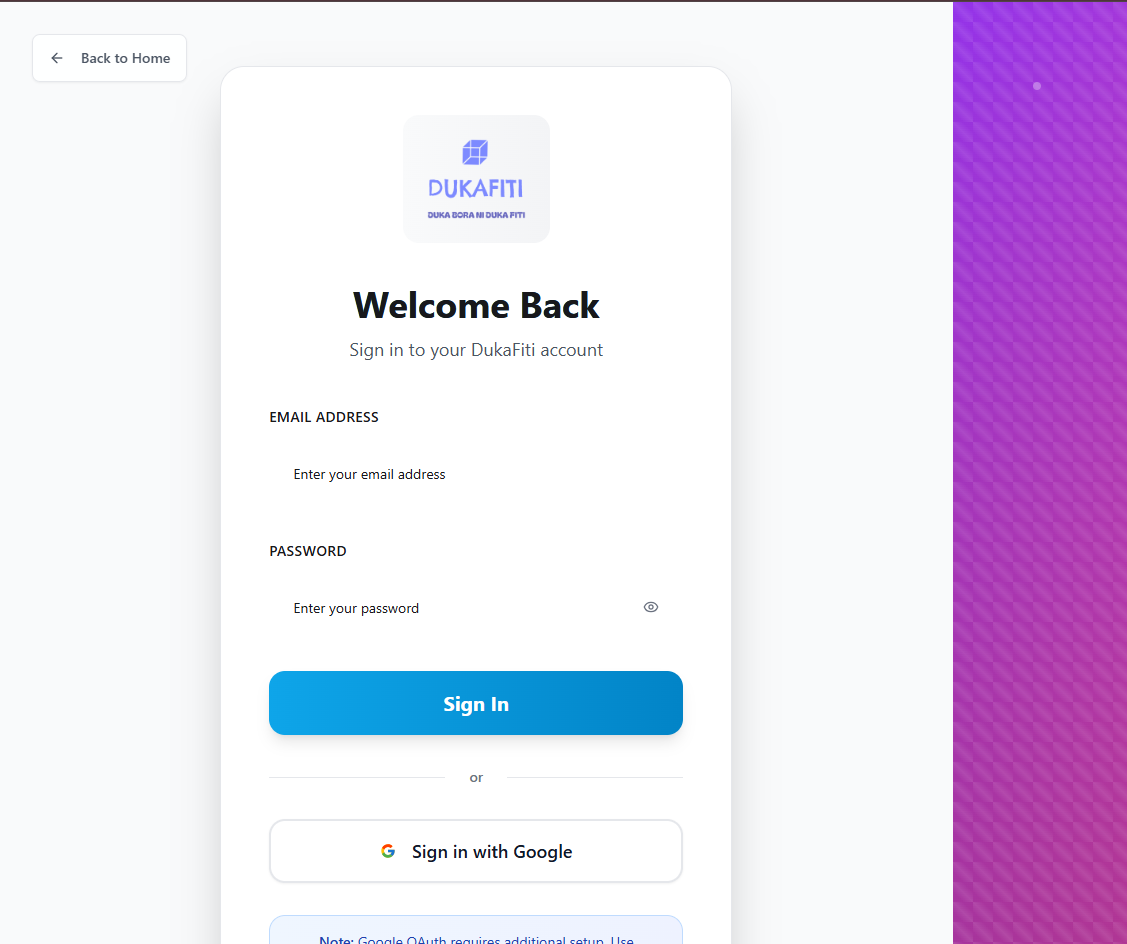 Back to Home
DUKAFITI
DUKA BORA NI DUKA FITI
Welcome Back
Sign in to your DukaFiti account
EMAIL ADDRESS
Enter your email address
PASSWORD
Enter your password
Sign In
or
Sign in with Google
Note: Google OAuth requires additional setup. Use